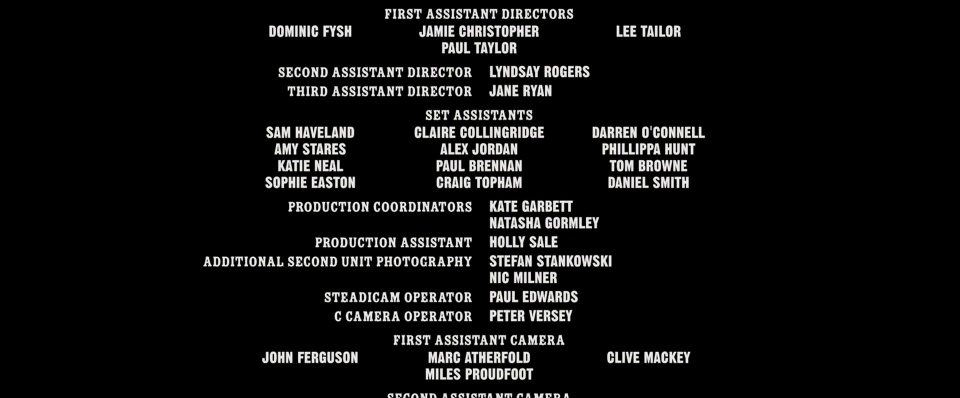 FIRST ASSISTANT DIRECTORS
DOMINIC FYSH JAMIE CHRISTOPHER LEE TAILOR
PAUL TAYLOR
SECOND ASSISTANT DIRECTOR LYNDSAY ROGERS
THIRD ASSISTANT DIRECTOR JANE RYAN
SET ASSISTANTS
SAM HAVELAND CLAIRE COLLINGRIDGE DARREN O'CONNELL
AMY STARES ALEX JORDAN PHILLIPPA HUNT
KATIE NEAL PAUL BRENNAN TOM BROWNE
SOPHIE EASTON CRAIG TOPHAM DANIEL SMITH
PRODUCTION COORDINATORS KATE GARBETT
NATASHA GORMLEY
PRODUCTION ASSISTANT HOLLY SALE
ADDITIONAL SECOND UNIT PHOTOGRAPHY STEFAN STANKOWSKI
NIC MILNER
STEADICAM OPERATOR PAUL EDWARDS
C CAMERA OPERATOR PETER VERSEY
FIRST ASSISTANT CAMERA
JOHN FERGUSON MARC ATHERFOLD CLIVE MACKEY
MILES PROUDFOOT
SECOND ASSISTANT CAMERA